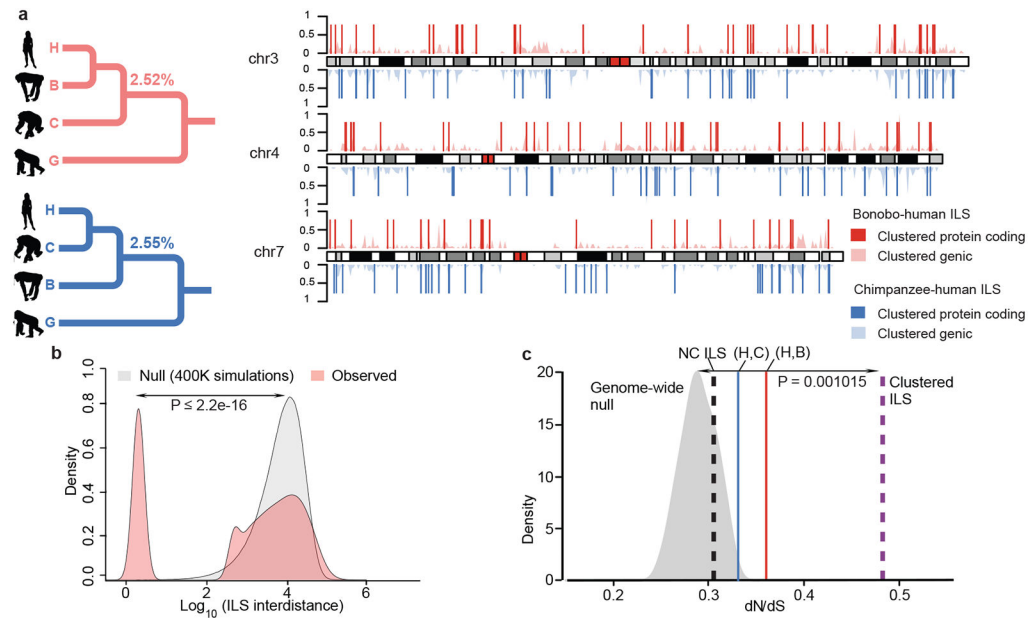 a
H
B
C
G
2.52%
H
C
B
G
2.55%
chr3
1
0.5
0
0
0.5
1
chr4
1
0.5
0
0
0.5
1
chr7
1
0.5
0
0
0.5
1
Bonobo-human ILS
Clustered protein coding
Clustered genic
Chimpanzee-human ILS
Clustered protein coding
Clustered genic
b
Null (400K simulations)
Observed
P ≤ 2.2e-16
Density
1.0
0.8
0.6
0.4
0.2
0.0
0
2
4
6
Log10 (ILS interdistance)
c
NC ILS
(H,C)
(H,B)
P = 0.001015
Genome-wide
null
Clustered
ILS
Density
20
15
10
5
0
0.2
0.3
0.4
0.5
dN/dS